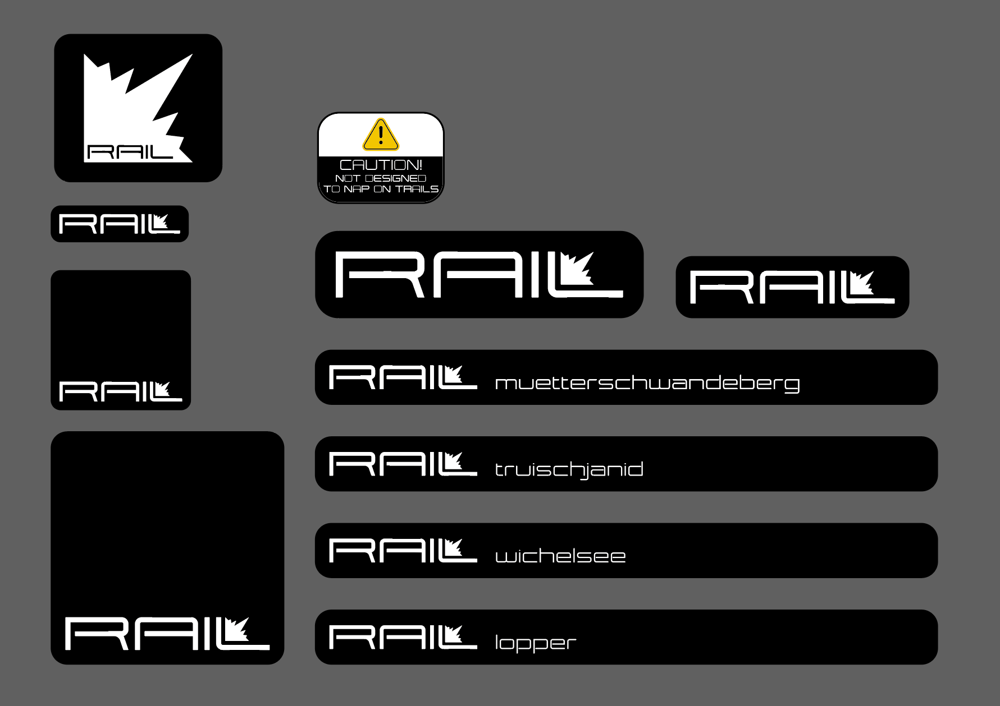 RAIL
RAIL
RAIL
RAIL
CAUTION!
NOT DESIGNED
TO NAP ON TRAILS
RAIL
RAIL
RAIL muetterschwandeberg
RAIL truischjanid
RAIL wichelsee
RAIL lopper